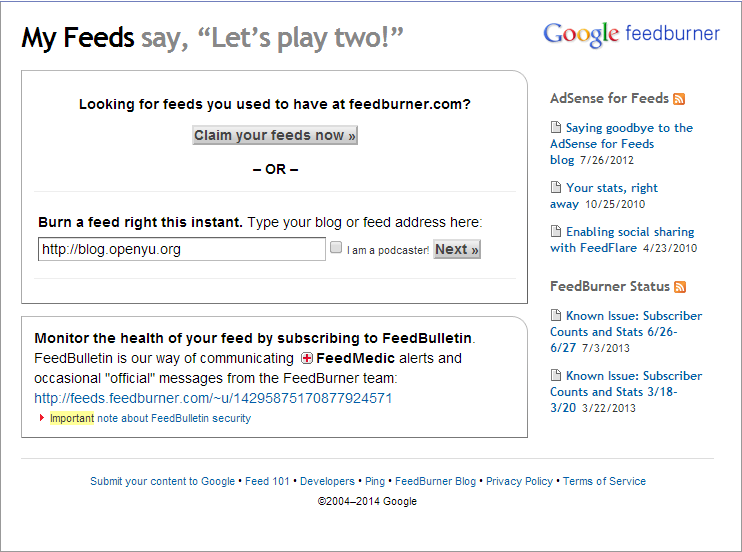 My Feeds say, “Let’s play two!”
Google feedburner
Looking for feeds you used to have at feedburner.com?
Claim your feeds now »
– OR –
Burn a feed right this instant. Type your blog or feed address here:
http://blog.openyu.org I am a podcaster! Next »
Monitor the health of your feed by subscribing to FeedBulletin.
FeedBulletin is our way of communicating FeedMedic alerts and
occasional "official" messages from the FeedBurner team:
http://feeds.feedburner.com/~u/14295875170877924571
Important note about FeedBulletin security
AdSense for Feeds
Saying goodbye to the
AdSense for Feeds
blog 7/26/2012
Your stats, right
away 10/25/2010
Enabling social sharing
with FeedFlare 4/23/2010
FeedBurner Status
Known Issue: Subscriber
Counts and Stats 6/26-
6/27 7/3/2013
Known Issue: Subscriber
Counts and Stats 3/18-
3/20 3/22/2013
Submit your content to Google • Feed 101 • Developers • Ping • FeedBurner Blog • Privacy Policy • Terms of Service
©2004–2014 Google